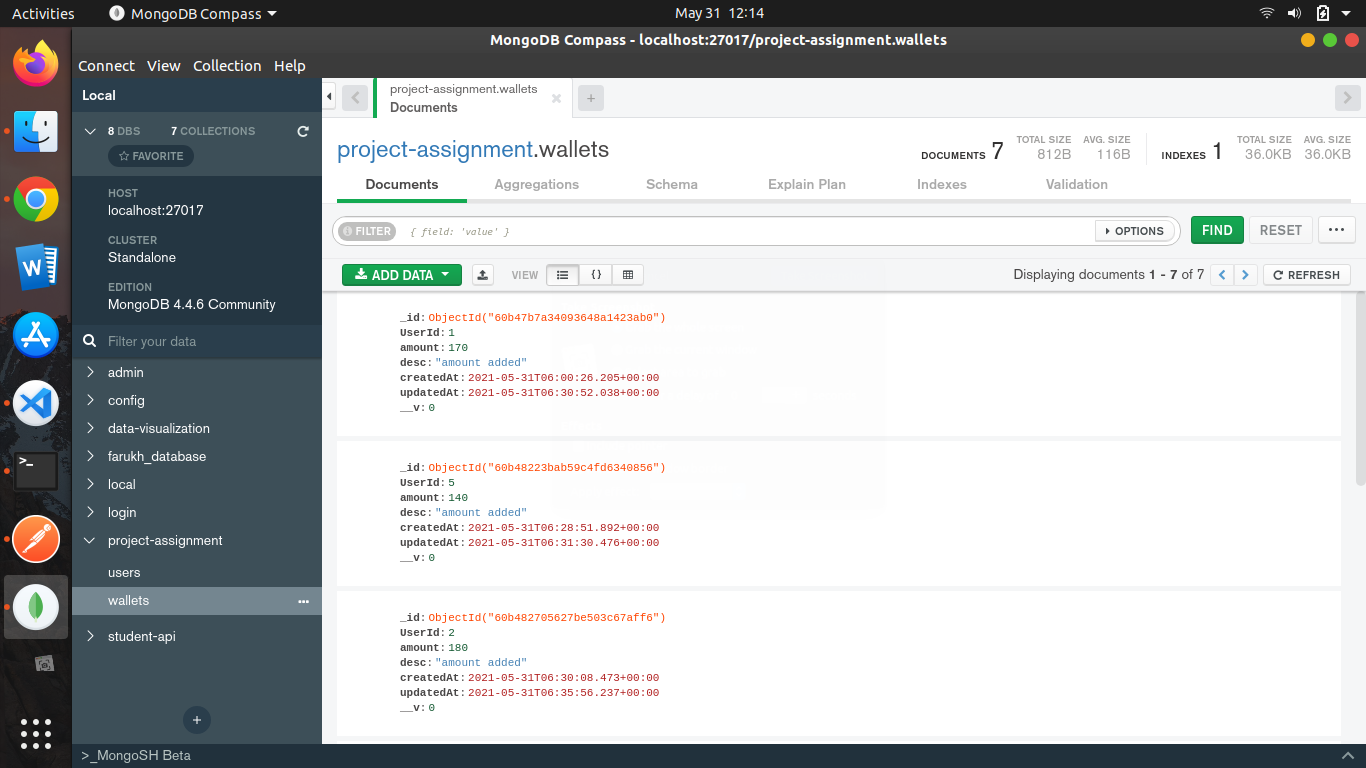 Activities MongoDB Compass May 31 12:14
MongoDB Compass - localhost:27017/project-assignment.wallets
Connect View Collection Help
Local
8 DBS 7 COLLECTIONS
FAVORITE
HOST
localhost:27017
CLUSTER
Standalone
EDITION
MongoDB 4.4.6 Community
Filter your data
admin
config
data-visualization
farukh_database
local
login
project-assignment
users
wallets
student-api
+
>_MongoSH Beta
project-assignment.wallets
Documents
+
project-assignment.wallets
DOCUMENTS 7 TOTAL SIZE 812B AVG. SIZE 116B INDEXES 1 TOTAL SIZE 36.0KB AVG. SIZE 36.0KB
Documents Aggregations Schema Explain Plan Indexes Validation
FILTER { field: 'value' } OPTIONS FIND RESET ...
ADD DATA VIEW {} Displaying documents 1 - 7 of 7 REFRESH
_id: ObjectId("60b47b7a34093648a1423ab0")
UserId: 1
amount: 170
desc: "amount added"
createdAt: 2021-05-31T06:00:26.205+00:00
updatedAt: 2021-05-31T06:30:52.038+00:00
__v: 0
_id: ObjectId("60b48223bab59c4fd6340856")
UserId: 5
amount: 140
desc: "amount added"
createdAt: 2021-05-31T06:28:51.892+00:00
updatedAt: 2021-05-31T06:31:30.476+00:00
__v: 0
_id: ObjectId("60b482705627be503c67aff6")
UserId: 2
amount: 180
desc: "amount added"
createdAt: 2021-05-31T06:30:08.473+00:00
updatedAt: 2021-05-31T06:35:56.237+00:00
__v: 0